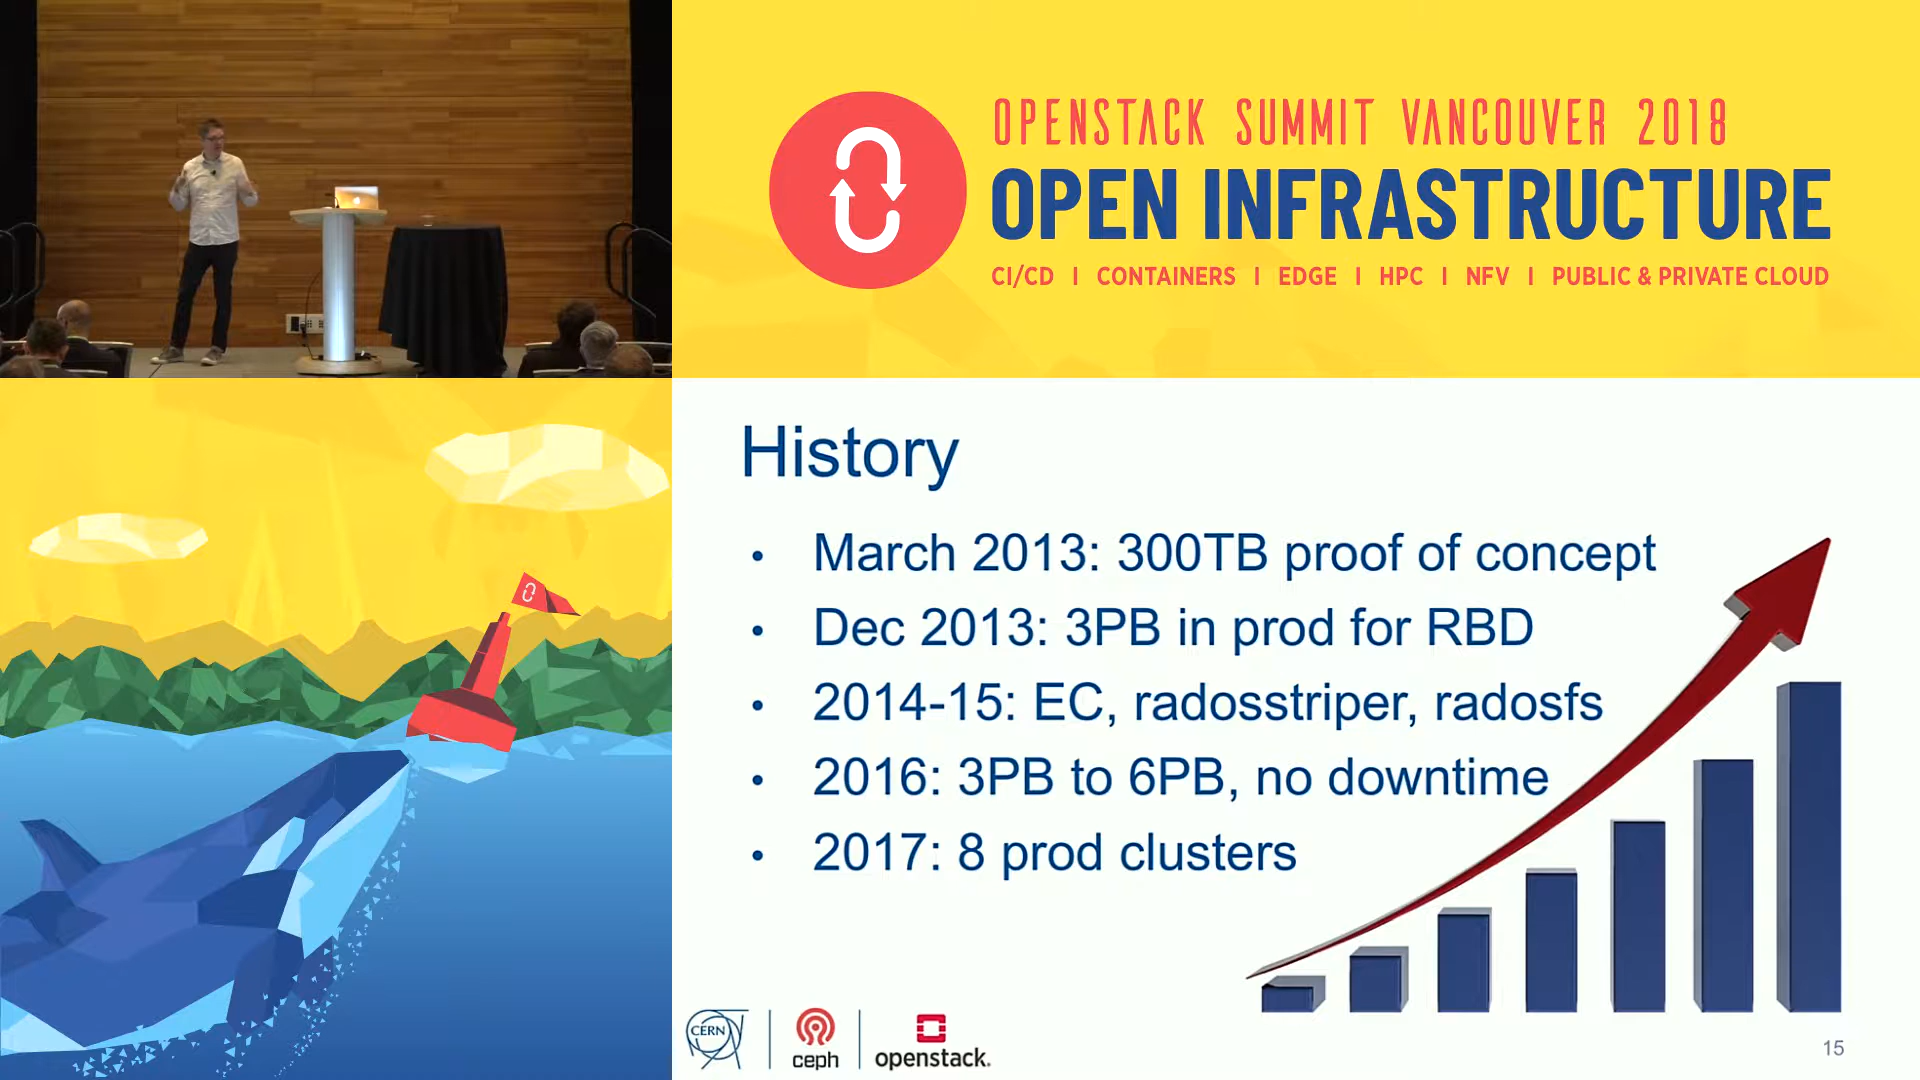 OPENSTACK SUMMIT VANCOUVER 2018
OPEN INFRASTRUCTURE
CI/CD | CONTAINERS | EDGE | HPC | NFV | PUBLIC & PRIVATE CLOUD
History
• March 2013: 300TB proof of concept
• Dec 2013: 3PB in prod for RBD
• 2014-15: EC, radosstriper, radosfs
• 2016: 3PB to 6PB, no downtime
• 2017: 8 prod clusters
CERN
ceph
openstack.
15